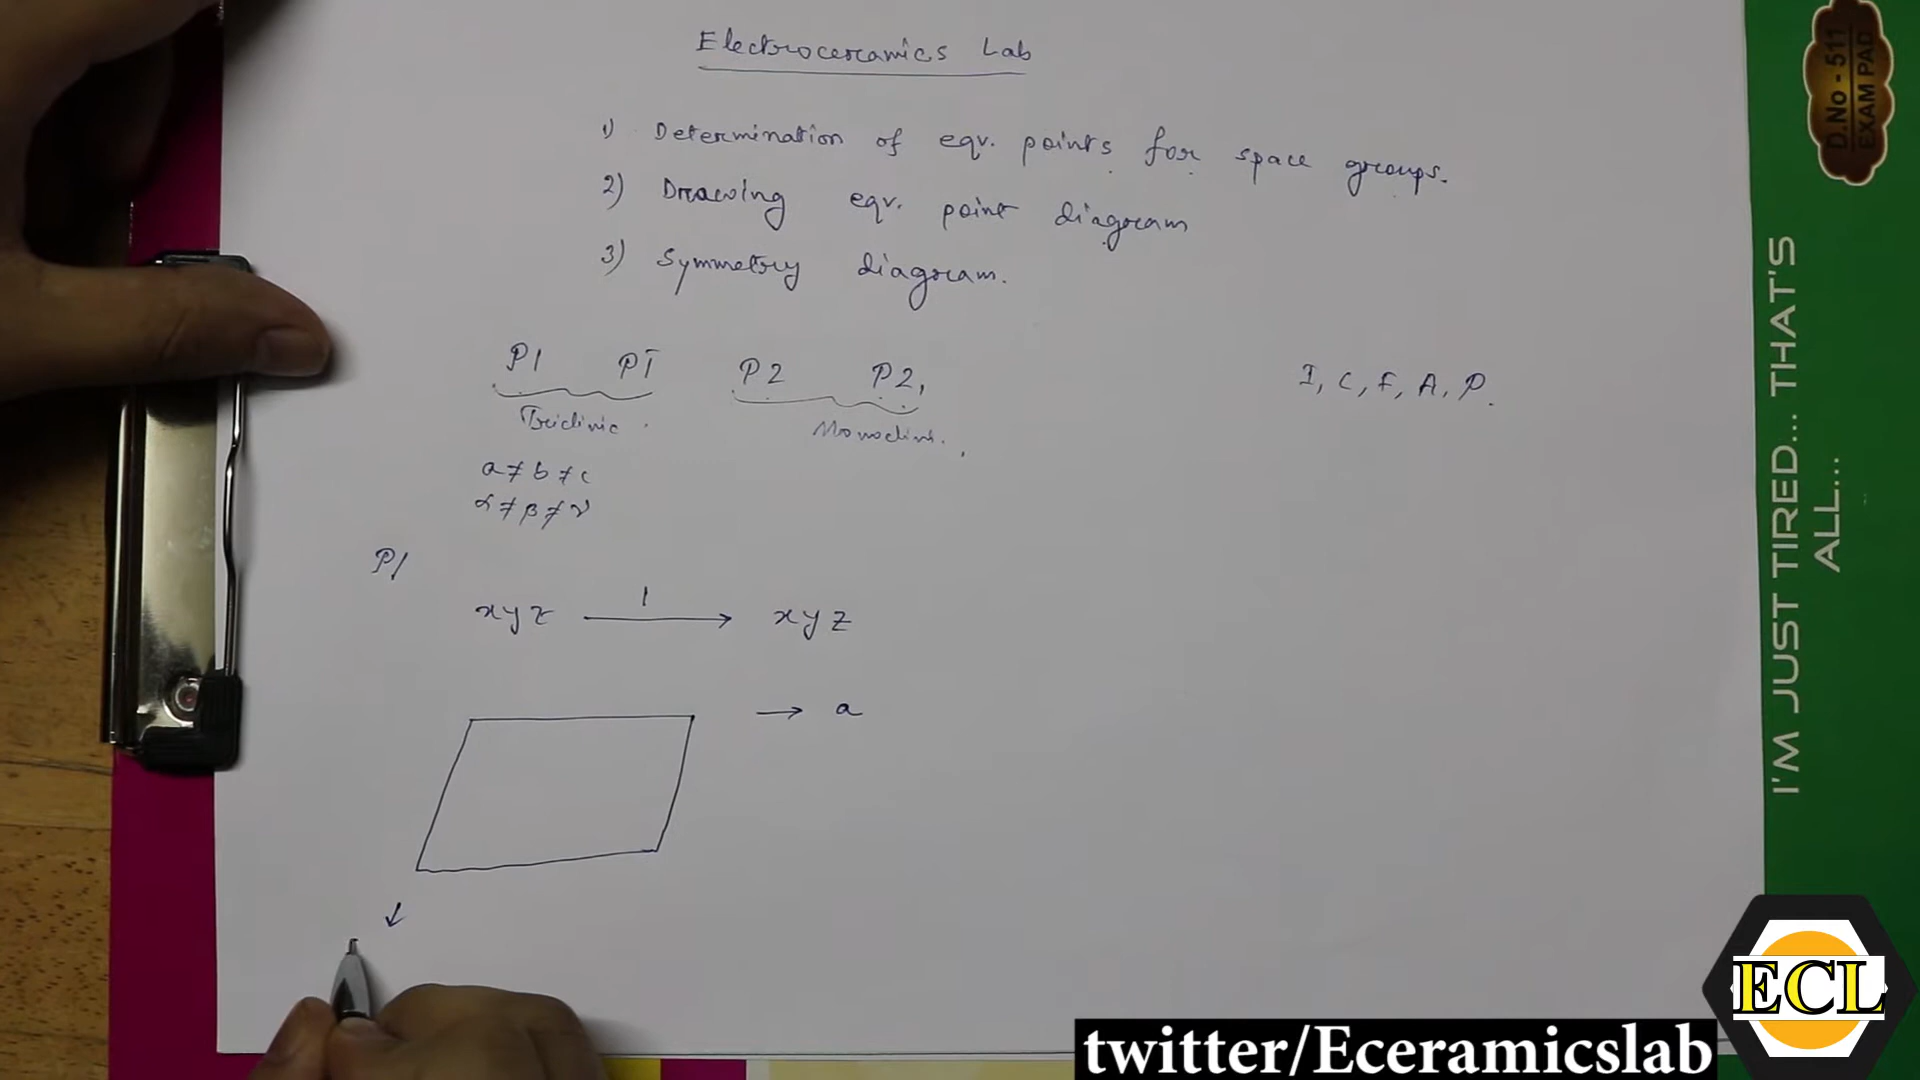 Electroceramics Lab
1) Determination of eqv. points for space groups.
2) Drawing eqv. point diagram
3) Symmetry diagram.
P1 P1̅ P2 P2₁
I, C, F, A, P.
Triclinic. Monoclini.
a ≠ b ≠ c
α ≠ β ≠ γ
P1
xyz 1→ xyz
→ a
↓
D.No - 511
EXAM PAD
I'M JUST TIRED... THAT'S
ALL...
ECL
twitter/Eceramicslab